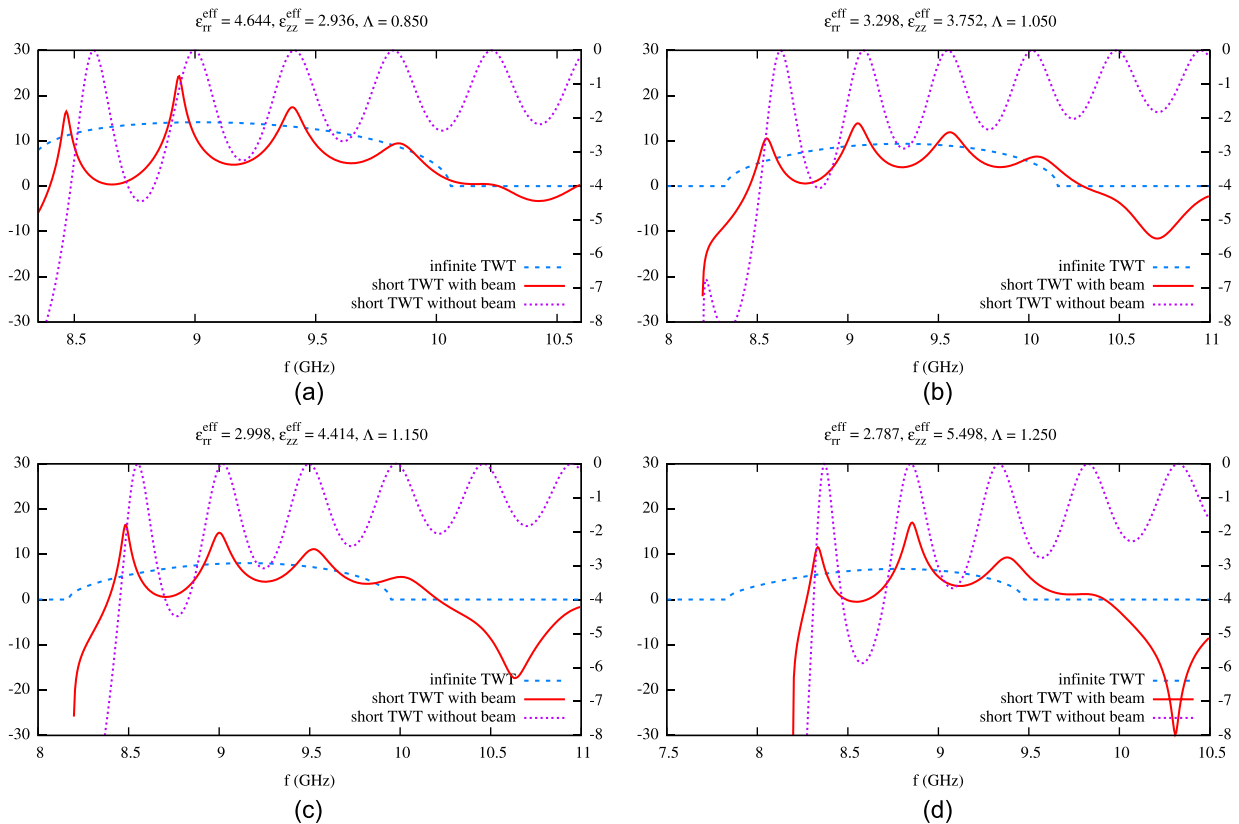 ε_rr^eff = 4.644, ε_zz^eff = 2.936, Λ = 0.850
30
20
10
0
-10
-20
-30
0
-1
-2
-3
-4
-5
-6
-7
-8
infinite TWT
short TWT with beam
short TWT without beam
8.5 9 9.5 10 10.5
f (GHz)
(a)
ε_rr^eff = 3.298, ε_zz^eff = 3.752, Λ = 1.050
30
20
10
0
-10
-20
-30
0
-1
-2
-3
-4
-5
-6
-7
-8
infinite TWT
short TWT with beam
short TWT without beam
8 8.5 9 9.5 10 10.5 11
f (GHz)
(b)
ε_rr^eff = 2.998, ε_zz^eff = 4.414, Λ = 1.150
30
20
10
0
-10
-20
-30
0
-1
-2
-3
-4
-5
-6
-7
-8
infinite TWT
short TWT with beam
short TWT without beam
8 8.5 9 9.5 10 10.5 11
f (GHz)
(c)
ε_rr^eff = 2.787, ε_zz^eff = 5.498, Λ = 1.250
30
20
10
0
-10
-20
-30
0
-1
-2
-3
-4
-5
-6
-7
-8
infinite TWT
short TWT with beam
short TWT without beam
7.5 8 8.5 9 9.5 10 10.5
f (GHz)
(d)